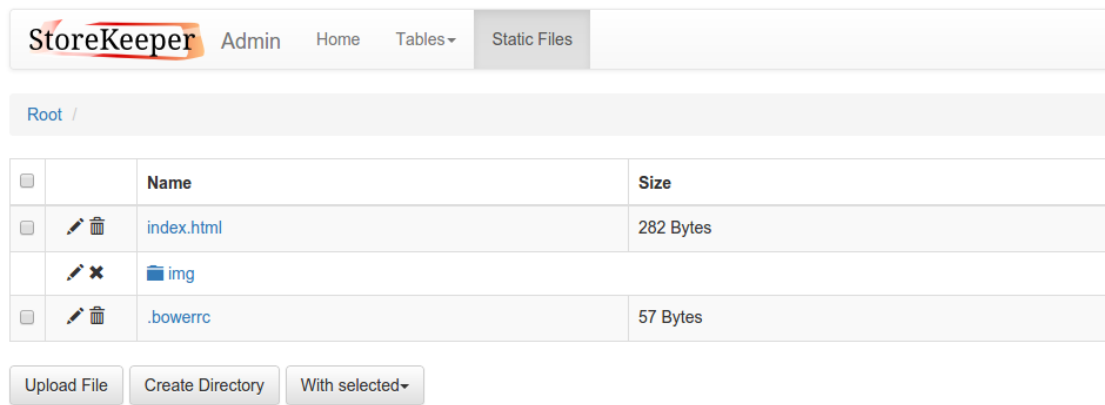 StoreKeeper Admin Home Tables Static Files
Root /
Name Size
index.html 282 Bytes
img
.bowerrc 57 Bytes
Upload File Create Directory With selected